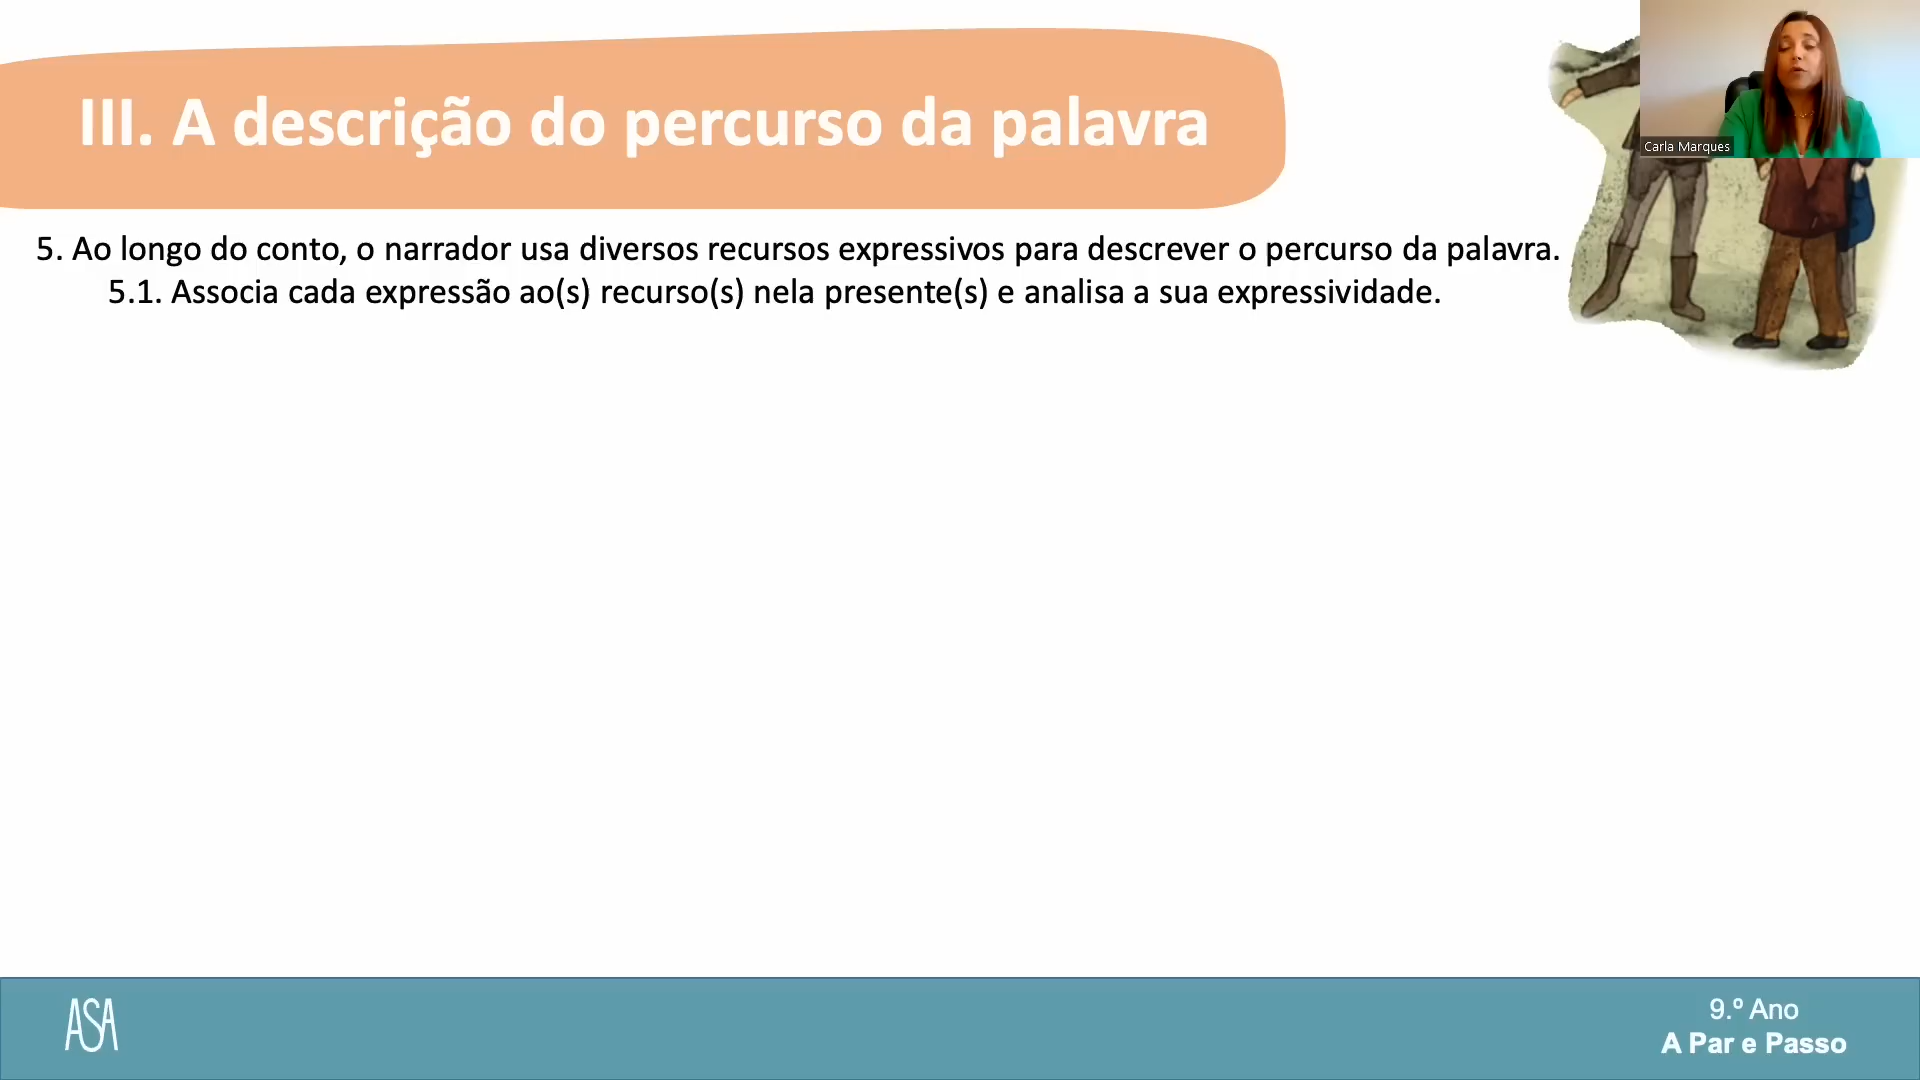 III. A descrição do percurso da palavra
Carla Marques
5. Ao longo do conto, o narrador usa diversos recursos expressivos para descrever o percurso da palavra.
5.1. Associa cada expressão ao(s) recurso(s) nela presente(s) e analisa a sua expressividade.
ASA
9.º Ano
A Par e Passo